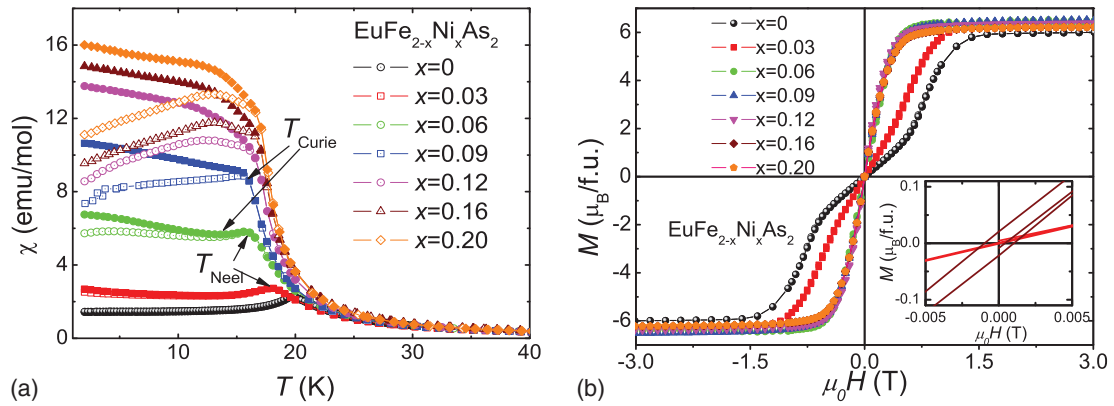 EuFe2-xNixAs2
x=0
x=0.03
x=0.06
x=0.09
x=0.12
x=0.16
x=0.20
TCurie
TNeel
χ (emu/mol)
16
12
8
4
0
10
20
30
40
T (K)
(a)
x=0
x=0.03
x=0.06
x=0.09
x=0.12
x=0.16
x=0.20
EuFe2-xNixAs2
M (μB/f.u.)
6
4
2
0
-2
-4
-6
-3.0
-1.5
0.0
1.5
3.0
μ0H (T)
M (μB/f.u.)
0.1
0.0
-0.1
-0.005
0.000
0.005
μ0H (T)
(b)